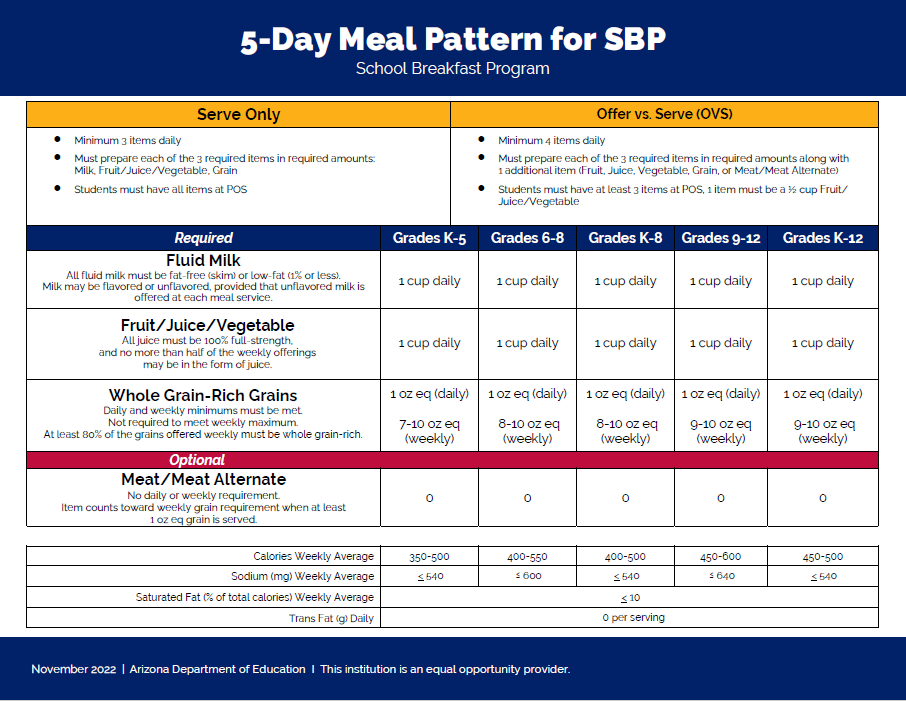 5-Day Meal Pattern for SBP
School Breakfast Program
Serve Only
• Minimum 3 items daily
• Must prepare each of the 3 required items in required amounts:
Milk, Fruit/Juice/Vegetable, Grain
• Students must have all items at POS
Offer vs. Serve (OVS)
• Minimum 4 items daily
• Must prepare each of the 3 required items in required amounts along with
1 additional item (Fruit, Juice, Vegetable, Grain, or Meat/Meat Alternate)
• Students must have at least 3 items at POS, 1 item must be a ½ cup Fruit/
Juice/Vegetable
Required Grades K-5 Grades 6-8 Grades K-8 Grades 9-12 Grades K-12
Fluid Milk
All fluid milk must be fat-free (skim) or low-fat (1% or less).
Milk may be flavored or unflavored, provided that unflavored milk is
offered at each meal service.
1 cup daily 1 cup daily 1 cup daily 1 cup daily 1 cup daily
Fruit/Juice/Vegetable
All juice must be 100% full-strength,
and no more than half of the weekly offerings
may be in the form of juice.
1 cup daily 1 cup daily 1 cup daily 1 cup daily 1 cup daily
Whole Grain-Rich Grains
Daily and weekly minimums must be met.
Not required to meet weekly maximum.
At least 80% of the grains offered weekly must be whole grain-rich.
1 oz eq (daily) 1 oz eq (daily) 1 oz eq (daily) 1 oz eq (daily) 1 oz eq (daily)
7-10 oz eq 8-10 oz eq 8-10 oz eq 9-10 oz eq 9-10 oz eq
(weekly) (weekly) (weekly) (weekly) (weekly)
Optional
Meat/Meat Alternate
No daily or weekly requirement.
Item counts toward weekly grain requirement when at least
1 oz eq grain is served.
0 0 0 0 0
Calories Weekly Average 350-500 400-550 400-500 450-600 450-500
Sodium (mg) Weekly Average ≤ 540 ≤ 600 ≤ 540 ≤ 640 ≤ 540
Saturated Fat (% of total calories) Weekly Average ≤ 10
Trans Fat (g) Daily 0 per serving
November 2022 | Arizona Department of Education I This institution is an equal opportunity provider.